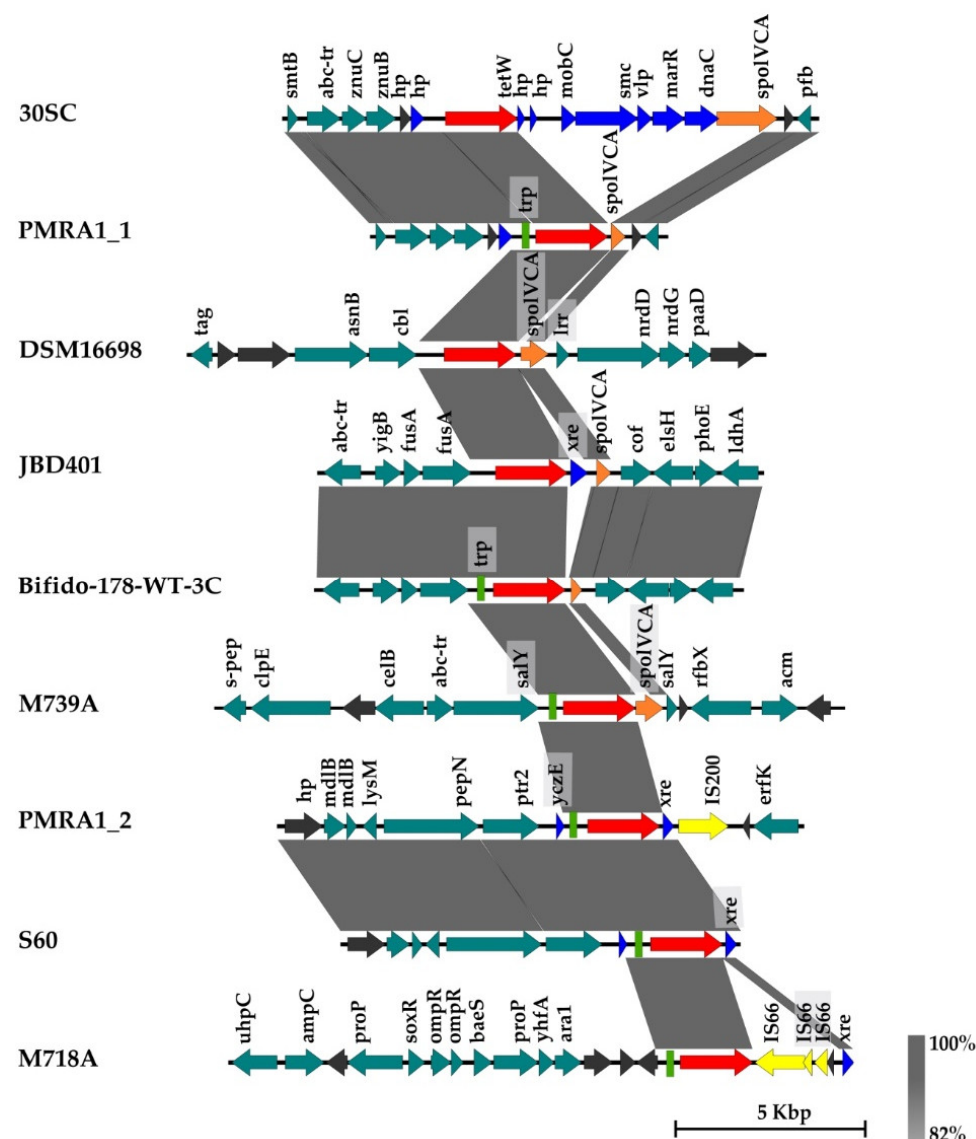 smtB abc-tr znuC znuB hp hp tetW hp hp mobC smc vlp marR dnaC spoIVCA pfb
30SC
trp spoIVCA
PMRA1_1
tag asnB cbl spoIVCA lrr nrdD nrdG paaD
DSM16698
abc-tr yigB fusA fusA xre spoIVCA cof elsH phoE ldhA
JBD401
trp
Bifido-178-WT-3C
s-pep clpE celB abc-tr salY spoIVCA salY rfbX acm
M739A
hp mdlB mdlB lysM pepN ptr2 yczE xre IS200 erfK
PMRA1_2
xre
S60
uhpC ampC proP soxR ompR ompR baeS proP yhfA ara1 IS66 IS66 IS66 xre
M718A
100%
5 Kbp
82%